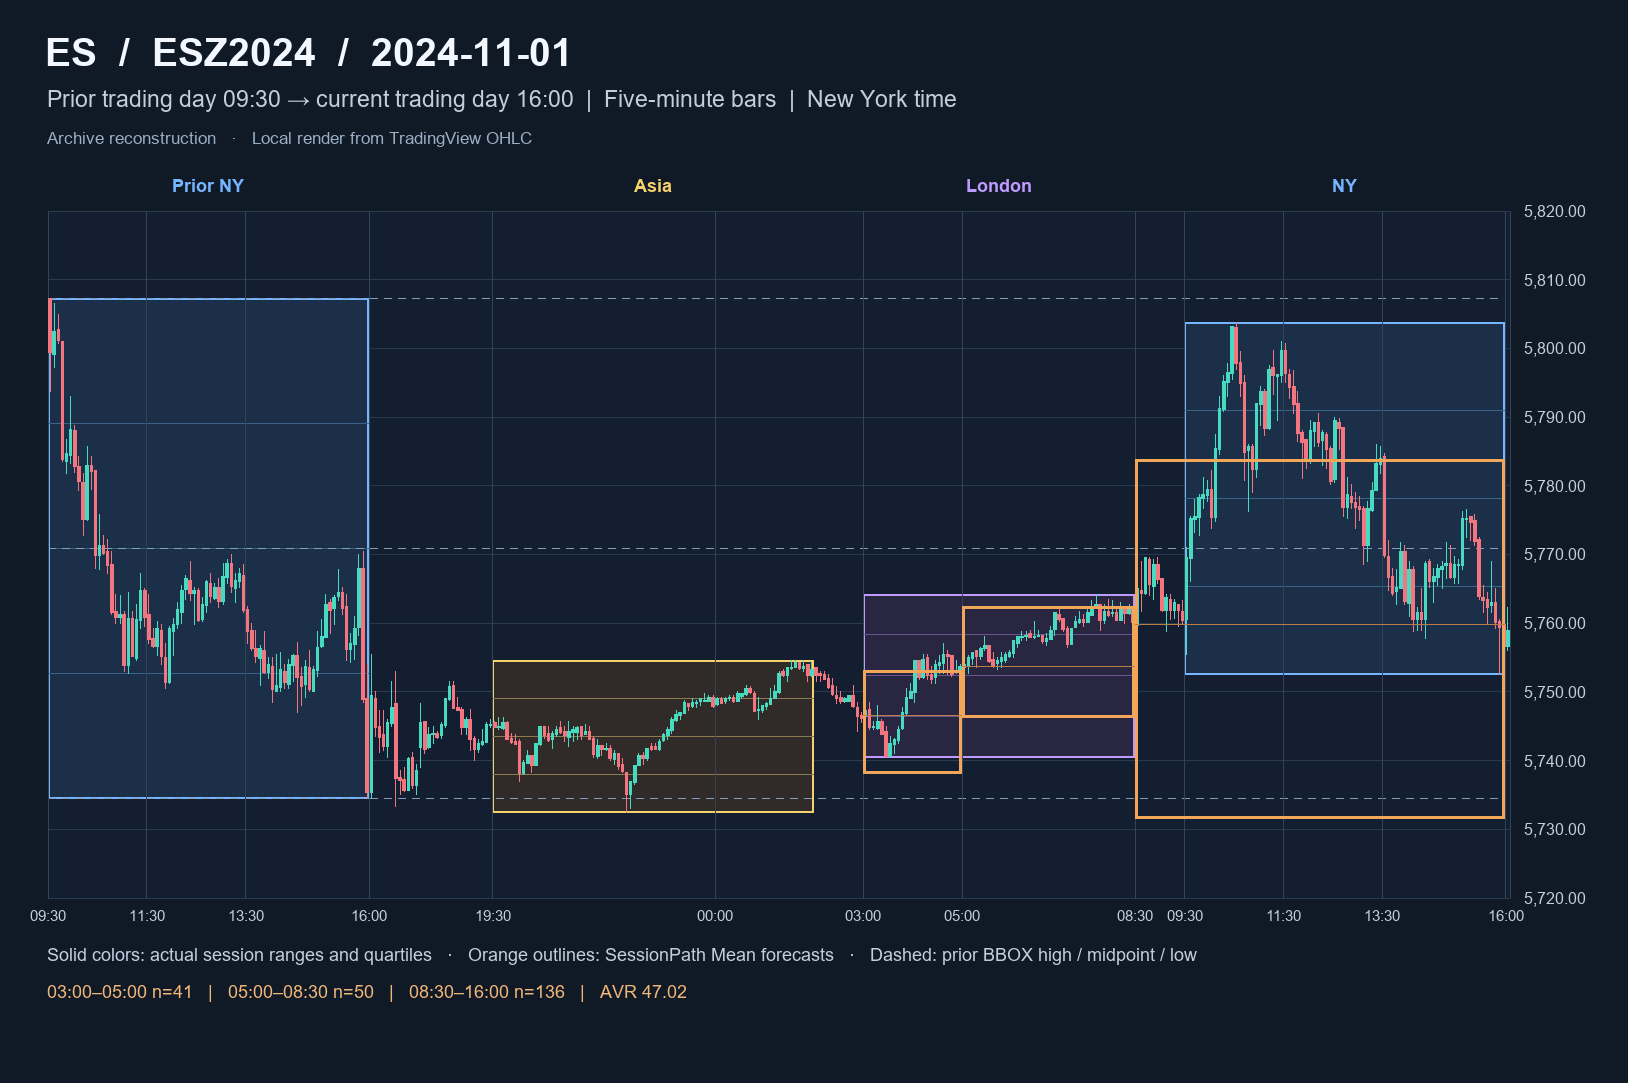 ES / ESZ2024 / 2024-11-01
Prior trading day 09:30 → current trading day 16:00 | Five-minute bars | New York time
Archive reconstruction · Local render from TradingView OHLC
Prior NY Asia London NY
5,820.00
5,810.00
5,800.00
5,790.00
5,780.00
5,770.00
5,760.00
5,750.00
5,740.00
5,730.00
5,720.00
09:30 11:30 13:30 16:00 19:30 00:00 03:00 05:00 08:30 09:30 11:30 13:30 16:00
Solid colors: actual session ranges and quartiles · Orange outlines: SessionPath Mean forecasts · Dashed: prior BBOX high / midpoint / low
03:00–05:00 n=41 | 05:00–08:30 n=50 | 08:30–16:00 n=136 | AVR 47.02